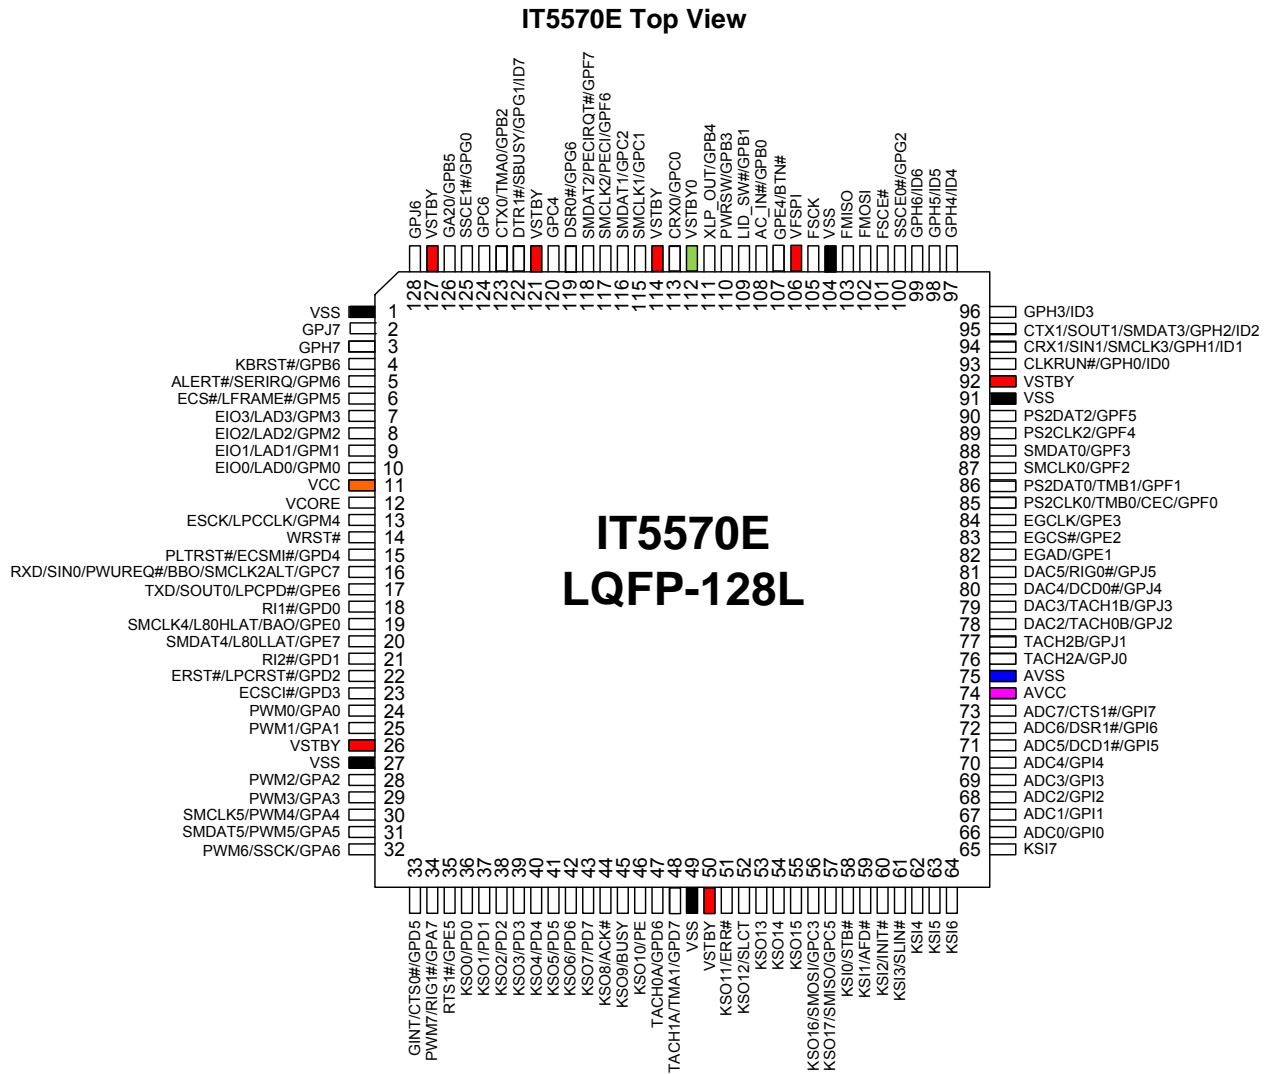 IT5570E Top View
GPJ6
VSTBY
GA20/GPB5
SSCE1#/GPG0
GPC6
CTX0/TMA0/GPB2
DTR1#/SBUSY/GPG1/ID7
VSTBY
GPC4
DSR0#/GPG6
SMDAT2/PECIRQT#/GPF7
SMCLK2/PECI/GPF6
SMDAT1/GPC2
SMCLK1/GPC1
VSTBY
CRX0/GPC0
VSTBY0
XLP_OUT/GPB4
PWRSW/GPB3
LID_SW#/GPB1
AC_IN#/GPB0
GPE4/BTN#
VFSPI
FSCK
VSS
FMISO
FMOSI
FSCE#
SSCE0#/GPG2
GPH6/ID6
GPH5/ID5
GPH4/ID4
128
127
126
125
124
123
122
121
120
119
118
117
116
115
114
113
112
111
110
109
108
107
106
105
104
103
102
101
100
99
98
97
VSS 1
GPJ7 2
GPH7 3
KBRST#/GPB6 4
ALERT#/SERIRQ/GPM6 5
ECS#/LFRAME#/GPM5 6
EIO3/LAD3/GPM3 7
EIO2/LAD2/GPM2 8
EIO1/LAD1/GPM1 9
EIO0/LAD0/GPM0 10
VCC 11
VCORE 12
ESCK/LPCCLK/GPM4 13
WRST# 14
PLTRST#/ECSMI#/GPD4 15
RXD/SIN0/PWUREQ#/BBO/SMCLK2ALT/GPC7 16
TXD/SOUT0/LPCPD#/GPE6 17
RI1#/GPD0 18
SMCLK4/L80HLAT/BAO/GPE0 19
SMDAT4/L80LLAT/GPE7 20
RI2#/GPD1 21
ERST#/LPCRST#/GPD2 22
ECSCI#/GPD3 23
PWM0/GPA0 24
PWM1/GPA1 25
VSTBY 26
VSS 27
PWM2/GPA2 28
PWM3/GPA3 29
SMCLK5/PWM4/GPA4 30
SMDAT5/PWM5/GPA5 31
PWM6/SSCK/GPA6 32
IT5570E
LQFP-128L
96 GPH3/ID3
95 CTX1/SOUT1/SMDAT3/GPH2/ID2
94 CRX1/SIN1/SMCLK3/GPH1/ID1
93 CLKRUN#/GPH0/ID0
92 VSTBY
91 VSS
90 PS2DAT2/GPF5
89 PS2CLK2/GPF4
88 SMDAT0/GPF3
87 SMCLK0/GPF2
86 PS2DAT0/TMB1/GPF1
85 PS2CLK0/TMB0/CEC/GPF0
84 EGCLK/GPE3
83 EGCS#/GPE2
82 EGAD/GPE1
81 DAC5/RIG0#/GPJ5
80 DAC4/DCD0#/GPJ4
79 DAC3/TACH1B/GPJ3
78 DAC2/TACH0B/GPJ2
77 TACH2B/GPJ1
76 TACH2A/GPJ0
75 AVSS
74 AVCC
73 ADC7/CTS1#/GPI7
72 ADC6/DSR1#/GPI6
71 ADC5/DCD1#/GPI5
70 ADC4/GPI4
69 ADC3/GPI3
68 ADC2/GPI2
67 ADC1/GPI1
66 ADC0/GPI0
65 KSI7
33
34
35
36
37
38
39
40
41
42
43
44
45
46
47
48
49
50
51
52
53
54
55
56
57
58
59
60
61
62
63
64
GINT/CTS0#/GPD5
PWM7/RIG1#/GPA7
RTS1#/GPE5
KSO0/PD0
KSO1/PD1
KSO2/PD2
KSO3/PD3
KSO4/PD4
KSO5/PD5
KSO6/PD6
KSO7/PD7
KSO8/ACK#
KSO9/BUSY
KSO10/PE
TACH0A/GPD6
TACH1A/TMA1/GPD7
VSS
VSTBY
KSO11/ERR#
KSO12/SLCT
KSO13
KSO14
KSO15
KSO16/SMOSI/GPC3
KSO17/SMISO/GPC5
KSI0/STB#
KSI1/AFD#
KSI2/INIT#
KSI3/SLIN#
KSI4
KSI5
KSI6